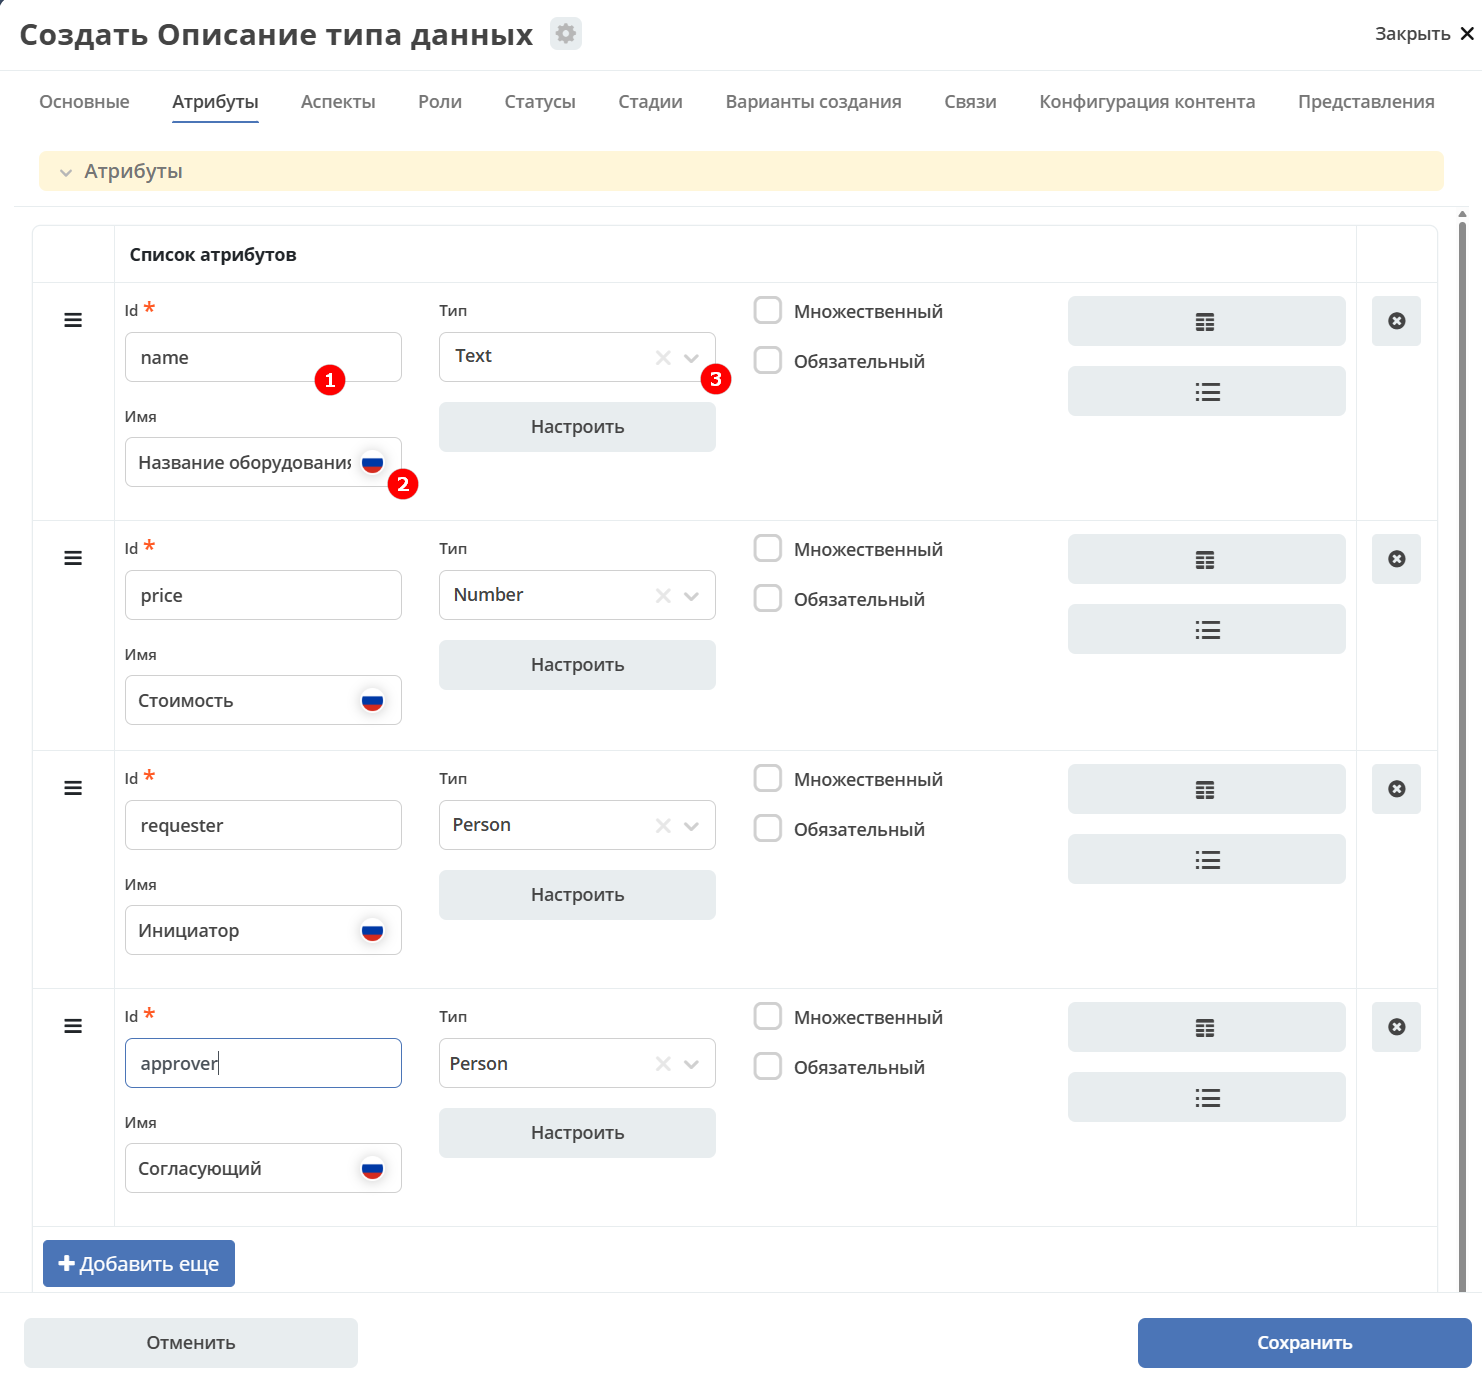 Создать Описание типа данных
Закрыть
Основные Атрибуты Аспекты Роли Статусы Стадии Варианты создания Связи Конфигурация контента Представления
Атрибуты
Список атрибутов
Id * Тип Множественный
name Text
1 3
Обязательный
Имя Настроить
Название оборудования
2
Id * Тип Множественный
price Number
Обязательный
Имя Настроить
Стоимость
Id * Тип Множественный
requester Person
Обязательный
Имя Настроить
Инициатор
Id * Тип Множественный
approver Person
Обязательный
Имя Настроить
Согласующий
Добавить еще
Отменить Сохранить